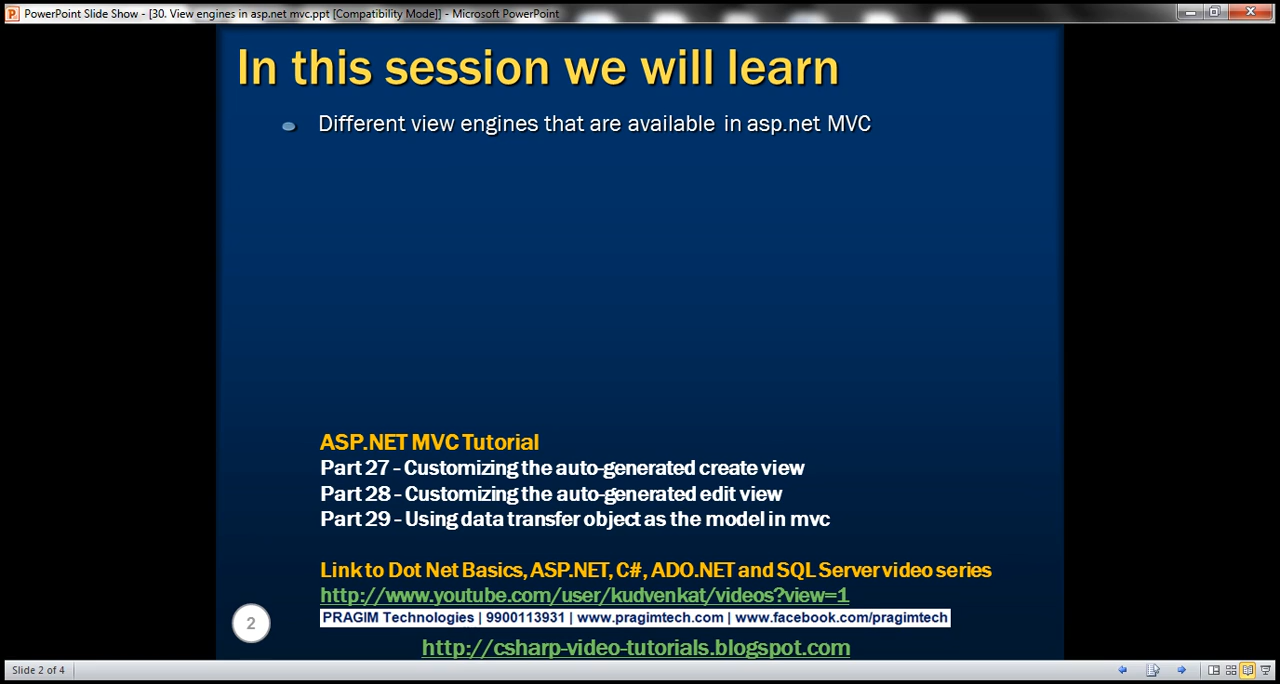 PowerPoint Slide Show - [30. View engines in asp.net mvc.ppt [Compatibility Mode]] - Microsoft PowerPoint
In this session we will learn
Different view engines that are available in asp.net MVC
ASP.NET MVC Tutorial
Part 27 - Customizing the auto-generated create view
Part 28 - Customizing the auto-generated edit view
Part 29 - Using data transfer object as the model in mvc
Link to Dot Net Basics, ASP.NET, C#, ADO.NET and SQL Server video series
http://www.youtube.com/user/kudvenkat/videos?view=1
PRAGIM Technologies | 9900113931 | www.pragimtech.com | www.facebook.com/pragimtech
2
http://csharp-video-tutorials.blogspot.com
Slide 2 of 4